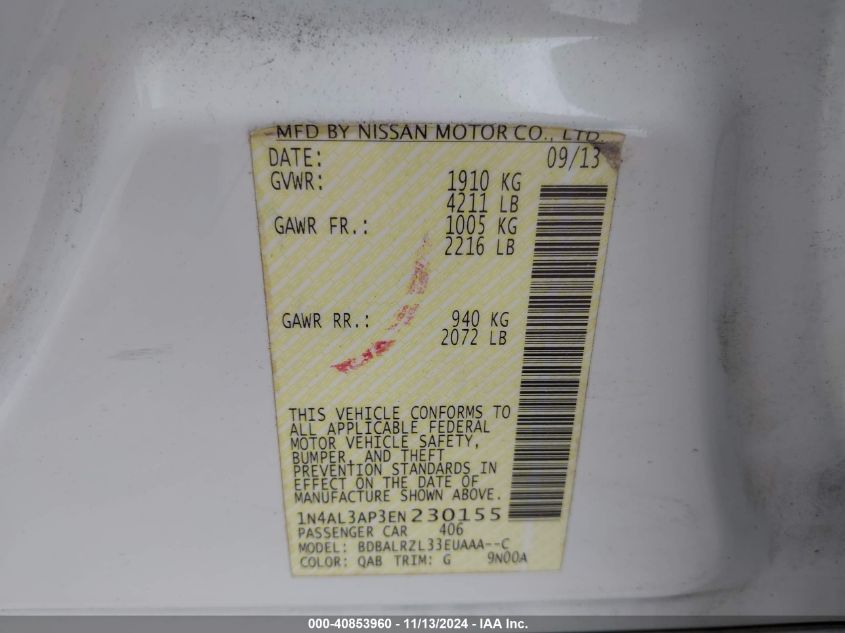 MFD BY NISSAN MOTOR CO., LTD.
DATE: 09/13
GVWR: 1910 KG
4211 LB
GAWR FR.: 1005 KG
2216 LB
GAWR RR.: 940 KG
2072 LB
THIS VEHICLE CONFORMS TO
ALL APPLICABLE FEDERAL
MOTOR VEHICLE SAFETY,
BUMPER, AND THEFT
PREVENTION STANDARDS IN
EFFECT ON THE DATE OF
MANUFACTURE SHOWN ABOVE.
1N4AL3AP3EN230155
PASSENGER CAR 406
MODEL: BDBALRZL33EUAAA--C
COLOR: QAB TRIM: G 9N00A
000-40853960 - 11/13/2024 - IAA Inc.